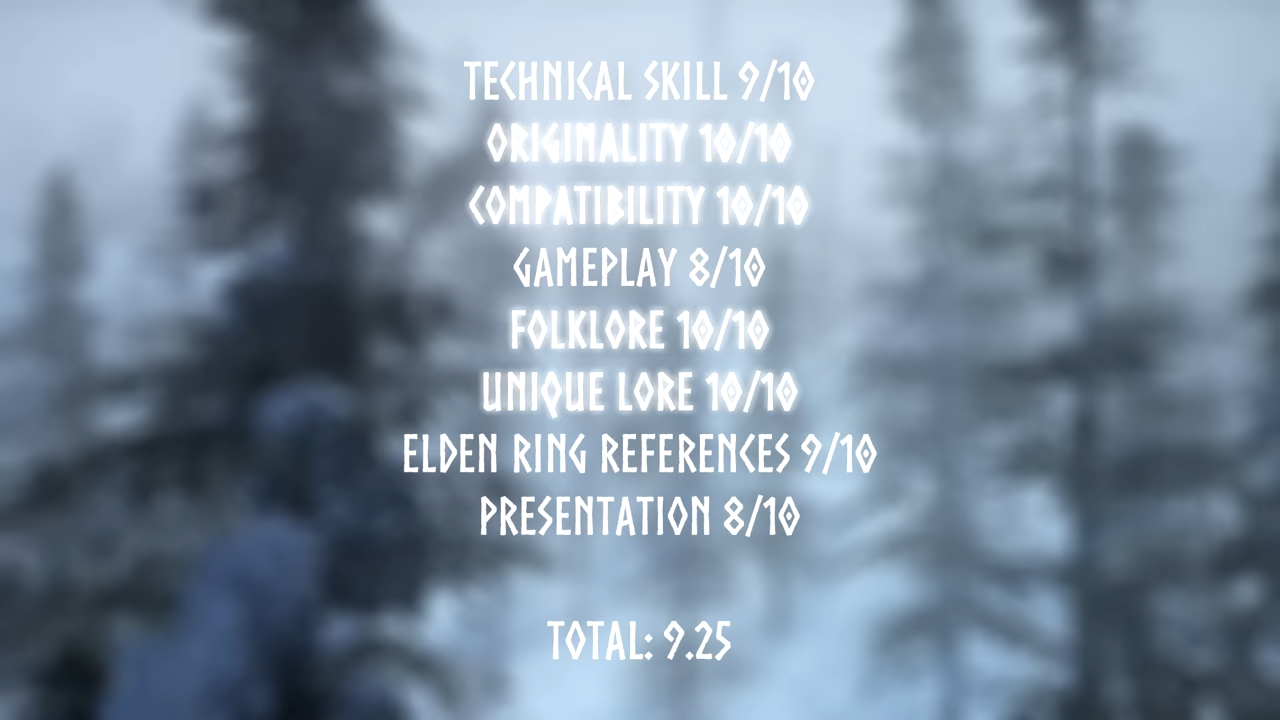 TECHNICAL SKILL 9/10
ORIGINALITY 10/10
COMPATIBILITY 10/10
GAMEPLAY 8/10
FOLKLORE 10/10
UNIQUE LORE 10/10
ELDEN RING REFERENCES 9/10
PRESENTATION 8/10
TOTAL: 9.25